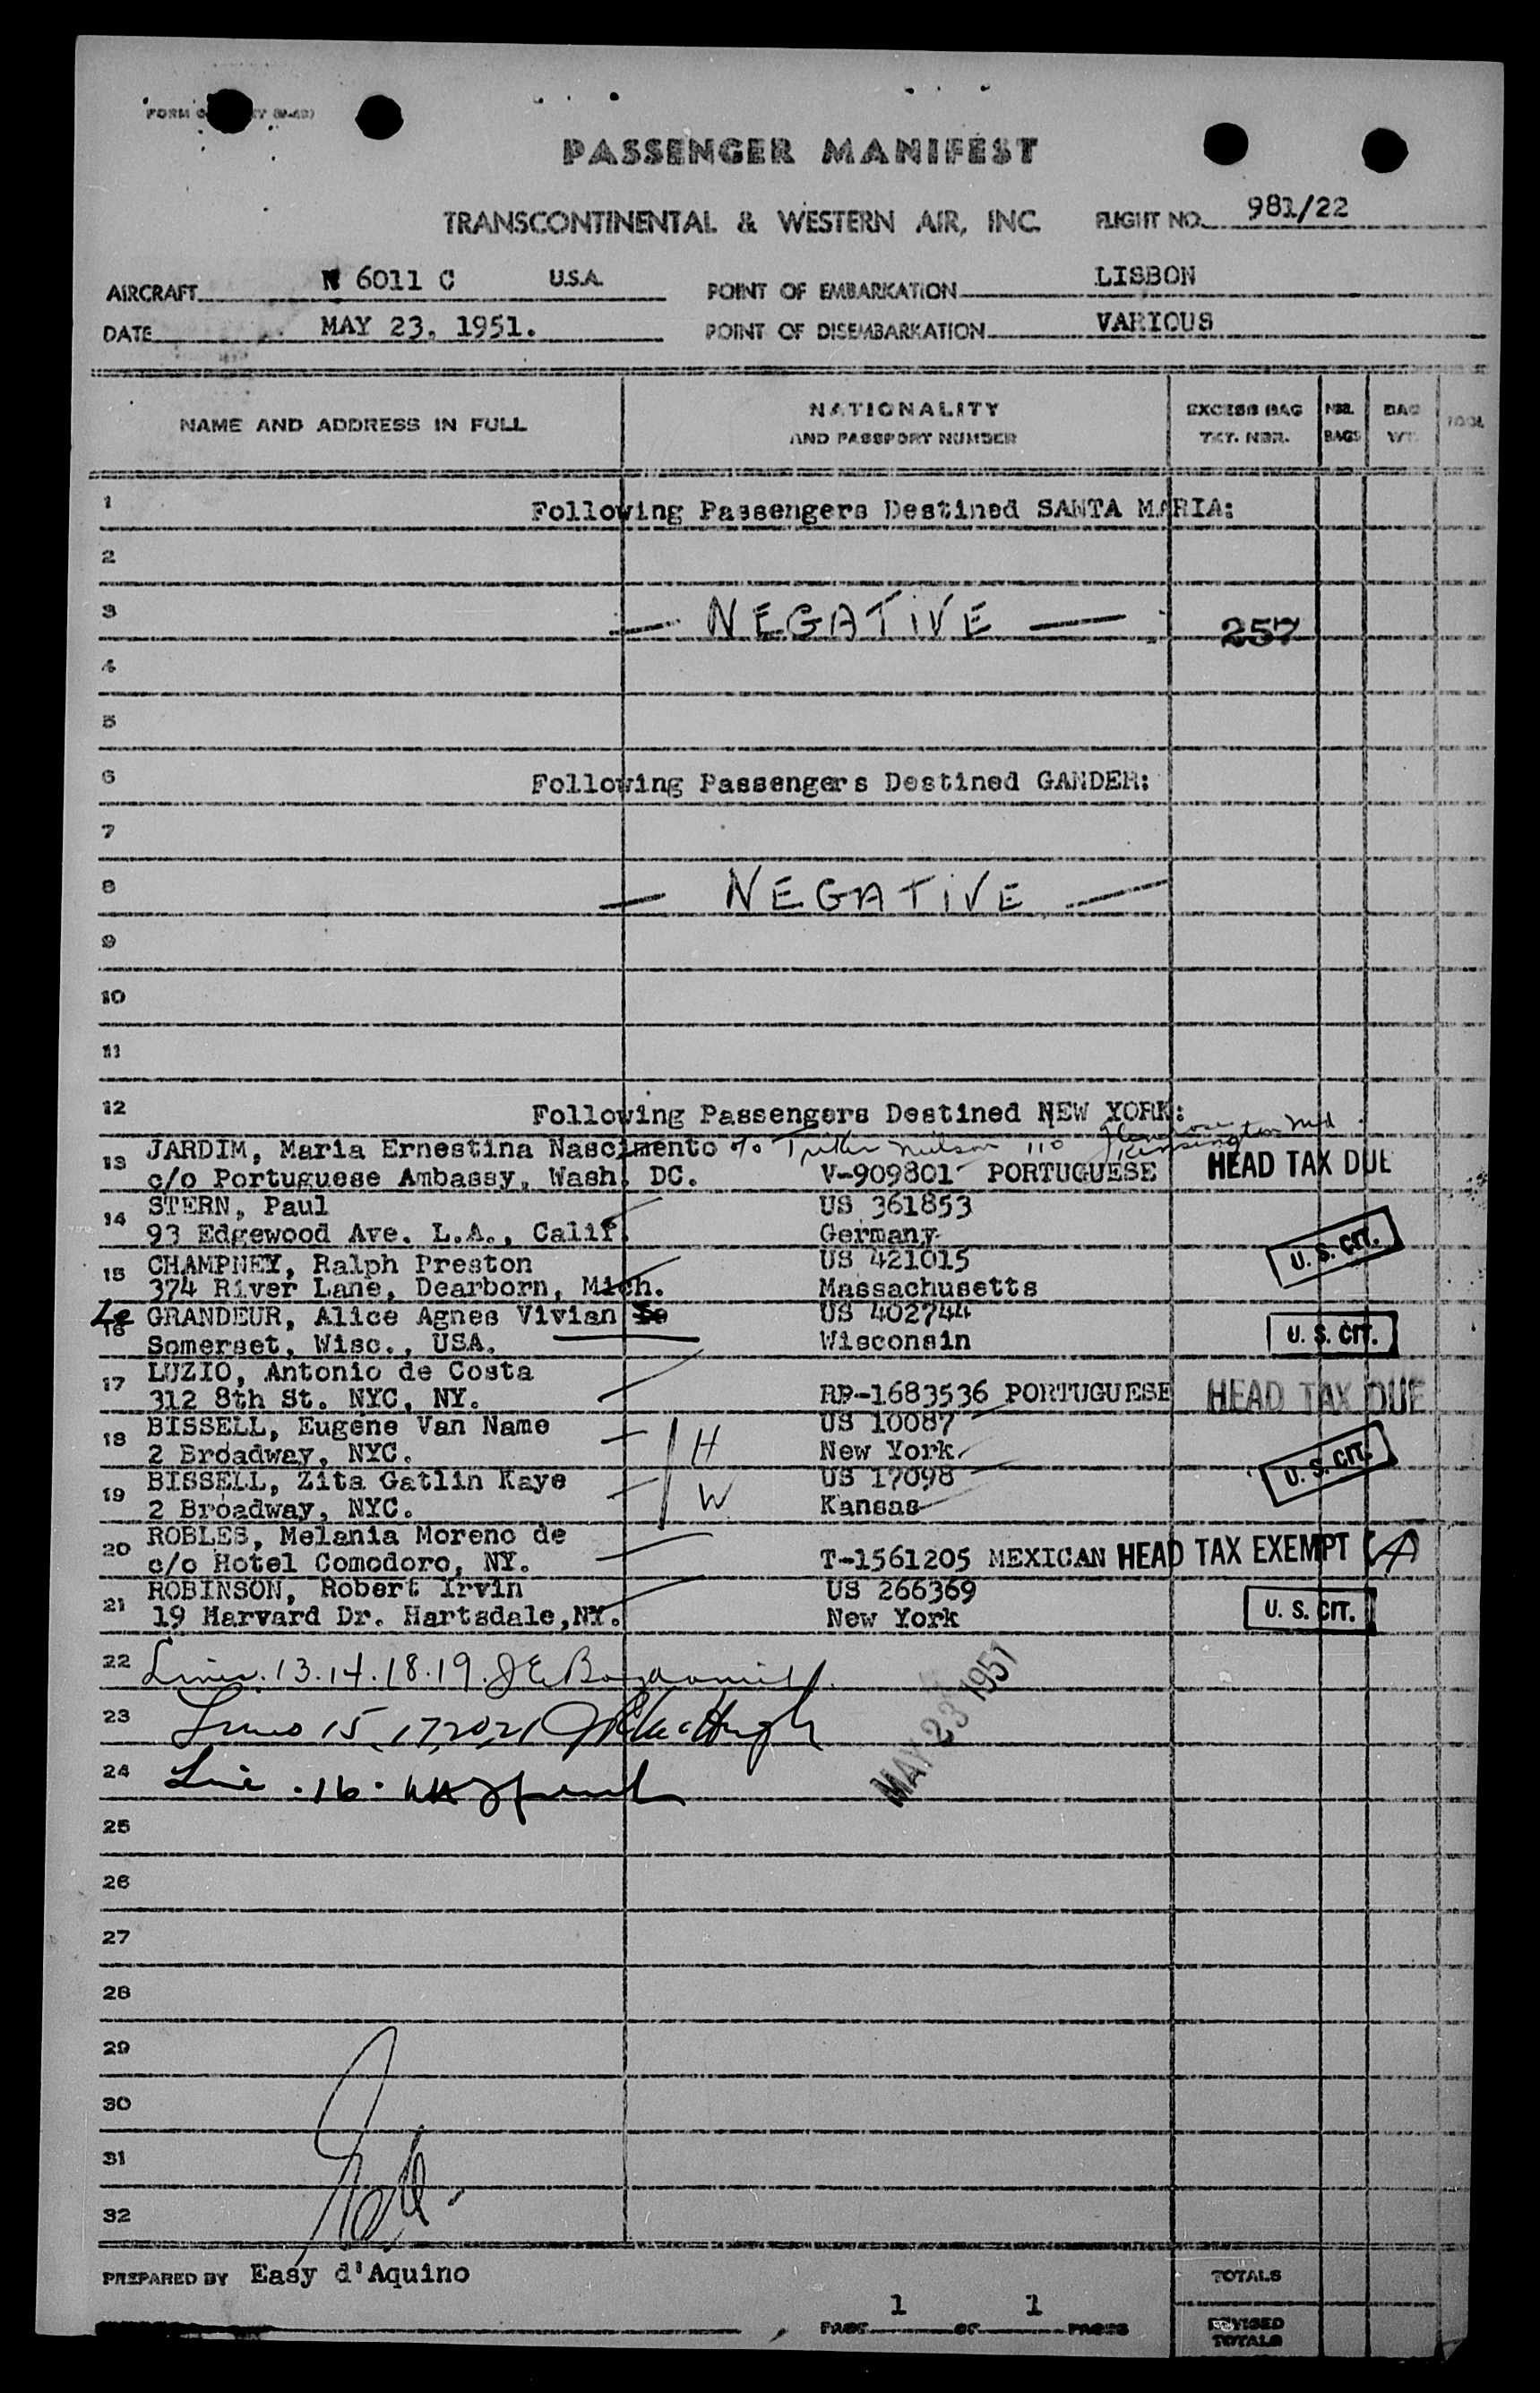 PASSENGER MANIFEST
TRANSCONTINENTAL & WESTERN AIR, INC. FLIGHT NO. 981/22
AIRCRAFT N 6011 C U.S.A. POINT OF EMBARKATION LISBON
DATE MAY 23, 1951. POINT OF DISEMBARKATION VARIOUS
NAME AND ADDRESS IN FULL NATIONALITY AND PASSPORT NUMBER EXCESS BAG TKT. NBR. NBR. BAGS BAG WT.
1 Following Passengers Destined SANTA MARIA:
2
3 — NEGATIVE — 257
4
5
6 Following Passengers Destined GANDER:
7
8 — NEGATIVE —
9
10
11
12 Following Passengers Destined NEW YORK:
13 JARDIM, Maria Ernestina Nascimento 110 Kensington Md
c/o Portuguese Ambassy, Wash. DC. V-909801 PORTUGUESE HEAD TAX DUE
14 STERN, Paul US 361853
93 Edgewood Ave. L.A., Calif. Germany U. S. CIT.
15 CHAMPNEY, Ralph Preston US 421015
374 River Lane, Dearborn, Mich. Massachusetts
Le 16 GRANDEUR, Alice Agnes Vivian US 402744
Somerset, Wisc., USA. Wisconsin U. S. CIT.
17 LUZIO, Antonio de Costa
312 8th St. NYC, NY. RP-1683536 PORTUGUESE HEAD TAX DUE
18 BISSELL, Eugene Van Name US 10087
2 Broadway, NYC. H New York U. S. CIT.
19 BISSELL, Zita Gatlin Kaye US 17098
2 Broadway, NYC. W Kansas
20 ROBLES, Melania Moreno de
c/o Hotel Comodoro, NY. T-1561205 MEXICAN HEAD TAX EXEMPT (A)
21 ROBINSON, Robert Irvin US 266369
19 Harvard Dr. Hartsdale,NY. New York U. S. CIT.
22 Lines. 13.14.18.19.
23 Lines 15, 17, 20, 21
24 Line . 16 .
MAY 23 1951
25
26
27
28
29
30
31
32
PREPARED BY Easy d'Aquino TOTALS
PAGE 1 OF 1 PAGES REVISED TOTALS